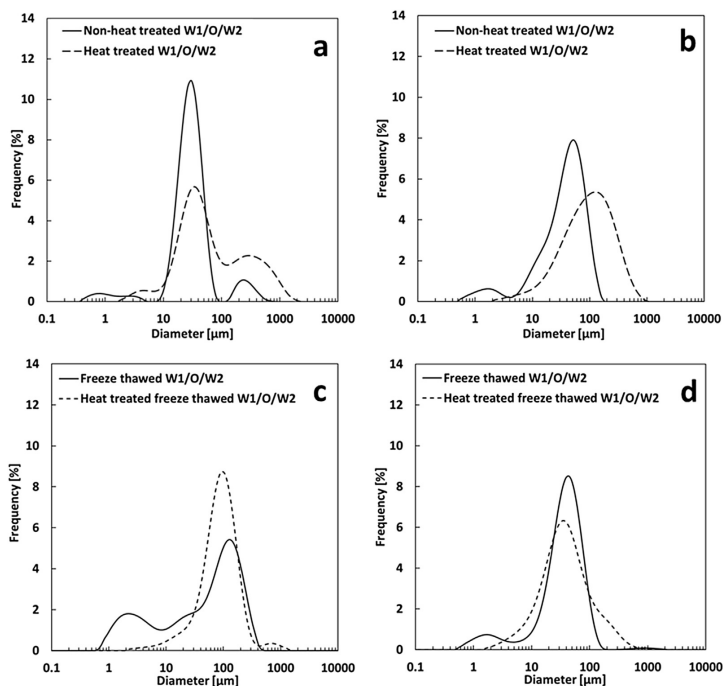 14
12
10
8
6
4
2
0
Frequency [%]
Non-heat treated W1/O/W2
Heat treated W1/O/W2
a
0.1 1 10 100 1000 10000
Diameter [µm]
14
12
10
8
6
4
2
0
Frequency [%]
Non-heat treated W1/O/W2
Heat treated W1/O/W2
b
0.1 1 10 100 1000 10000
Diameter [µm]
14
12
10
8
6
4
2
0
Frequency [%]
Freeze thawed W1/O/W2
Heat treated freeze thawed W1/O/W2
c
0.1 1 10 100 1000 10000
Diameter [µm]
14
12
10
8
6
4
2
0
Frequency [%]
Freeze thawed W1/O/W2
Heat treated freeze thawed W1/O/W2
d
0.1 1 10 100 1000 10000
Diameter [µm]